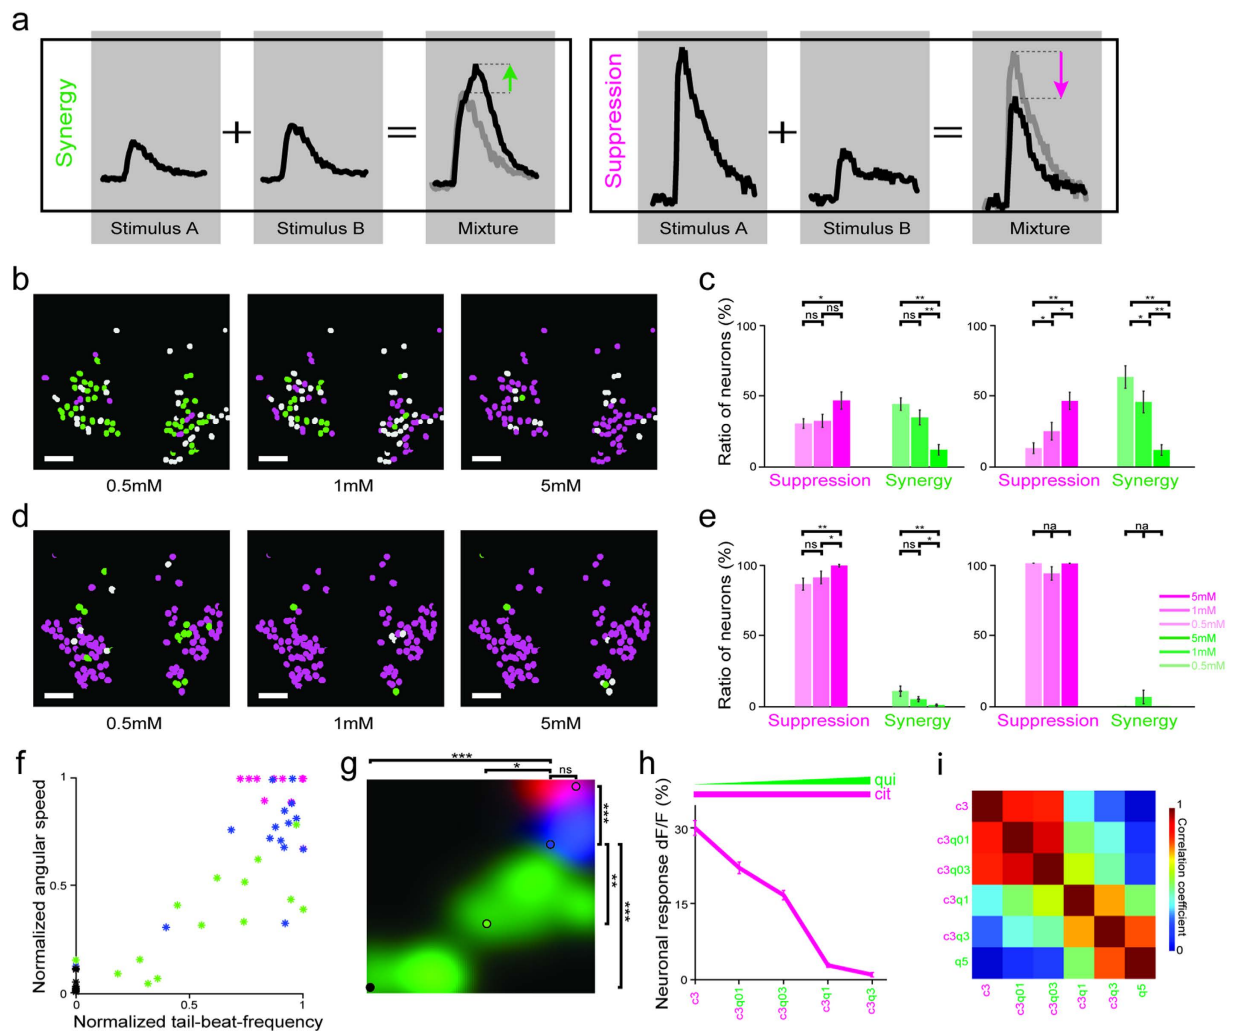 a
Synergy
Stimulus A
+
Stimulus B
=
Mixture
Suppression
Stimulus A
+
Stimulus B
=
Mixture
b
0.5mM
1mM
5mM
c
Ratio of neurons (%)
100
50
0
* ns ns
** ns **
Suppression
Synergy
100
50
0
** * *
** * **
Suppression
Synergy
d
0.5mM
1mM
5mM
e
Ratio of neurons (%)
100
50
0
** ns *
** ns *
Suppression
Synergy
100
50
0
na
na
Suppression
Synergy
5mM
1mM
0.5mM
5mM
1mM
0.5mM
f
Normalized angular speed
1
0.5
0
0
0.5
1
Normalized tail-beat-frequency
g
***
*
ns
***
**
***
h
qui
cit
Neuronal response dF/F (%)
30
15
0
c3
c3q01
c3q03
c3q1
c3q3
i
c3
c3q01
c3q03
c3q1
c3q3
q5
c3
c3q01
c3q03
c3q1
c3q3
q5
1
Correlation
coefficient
0